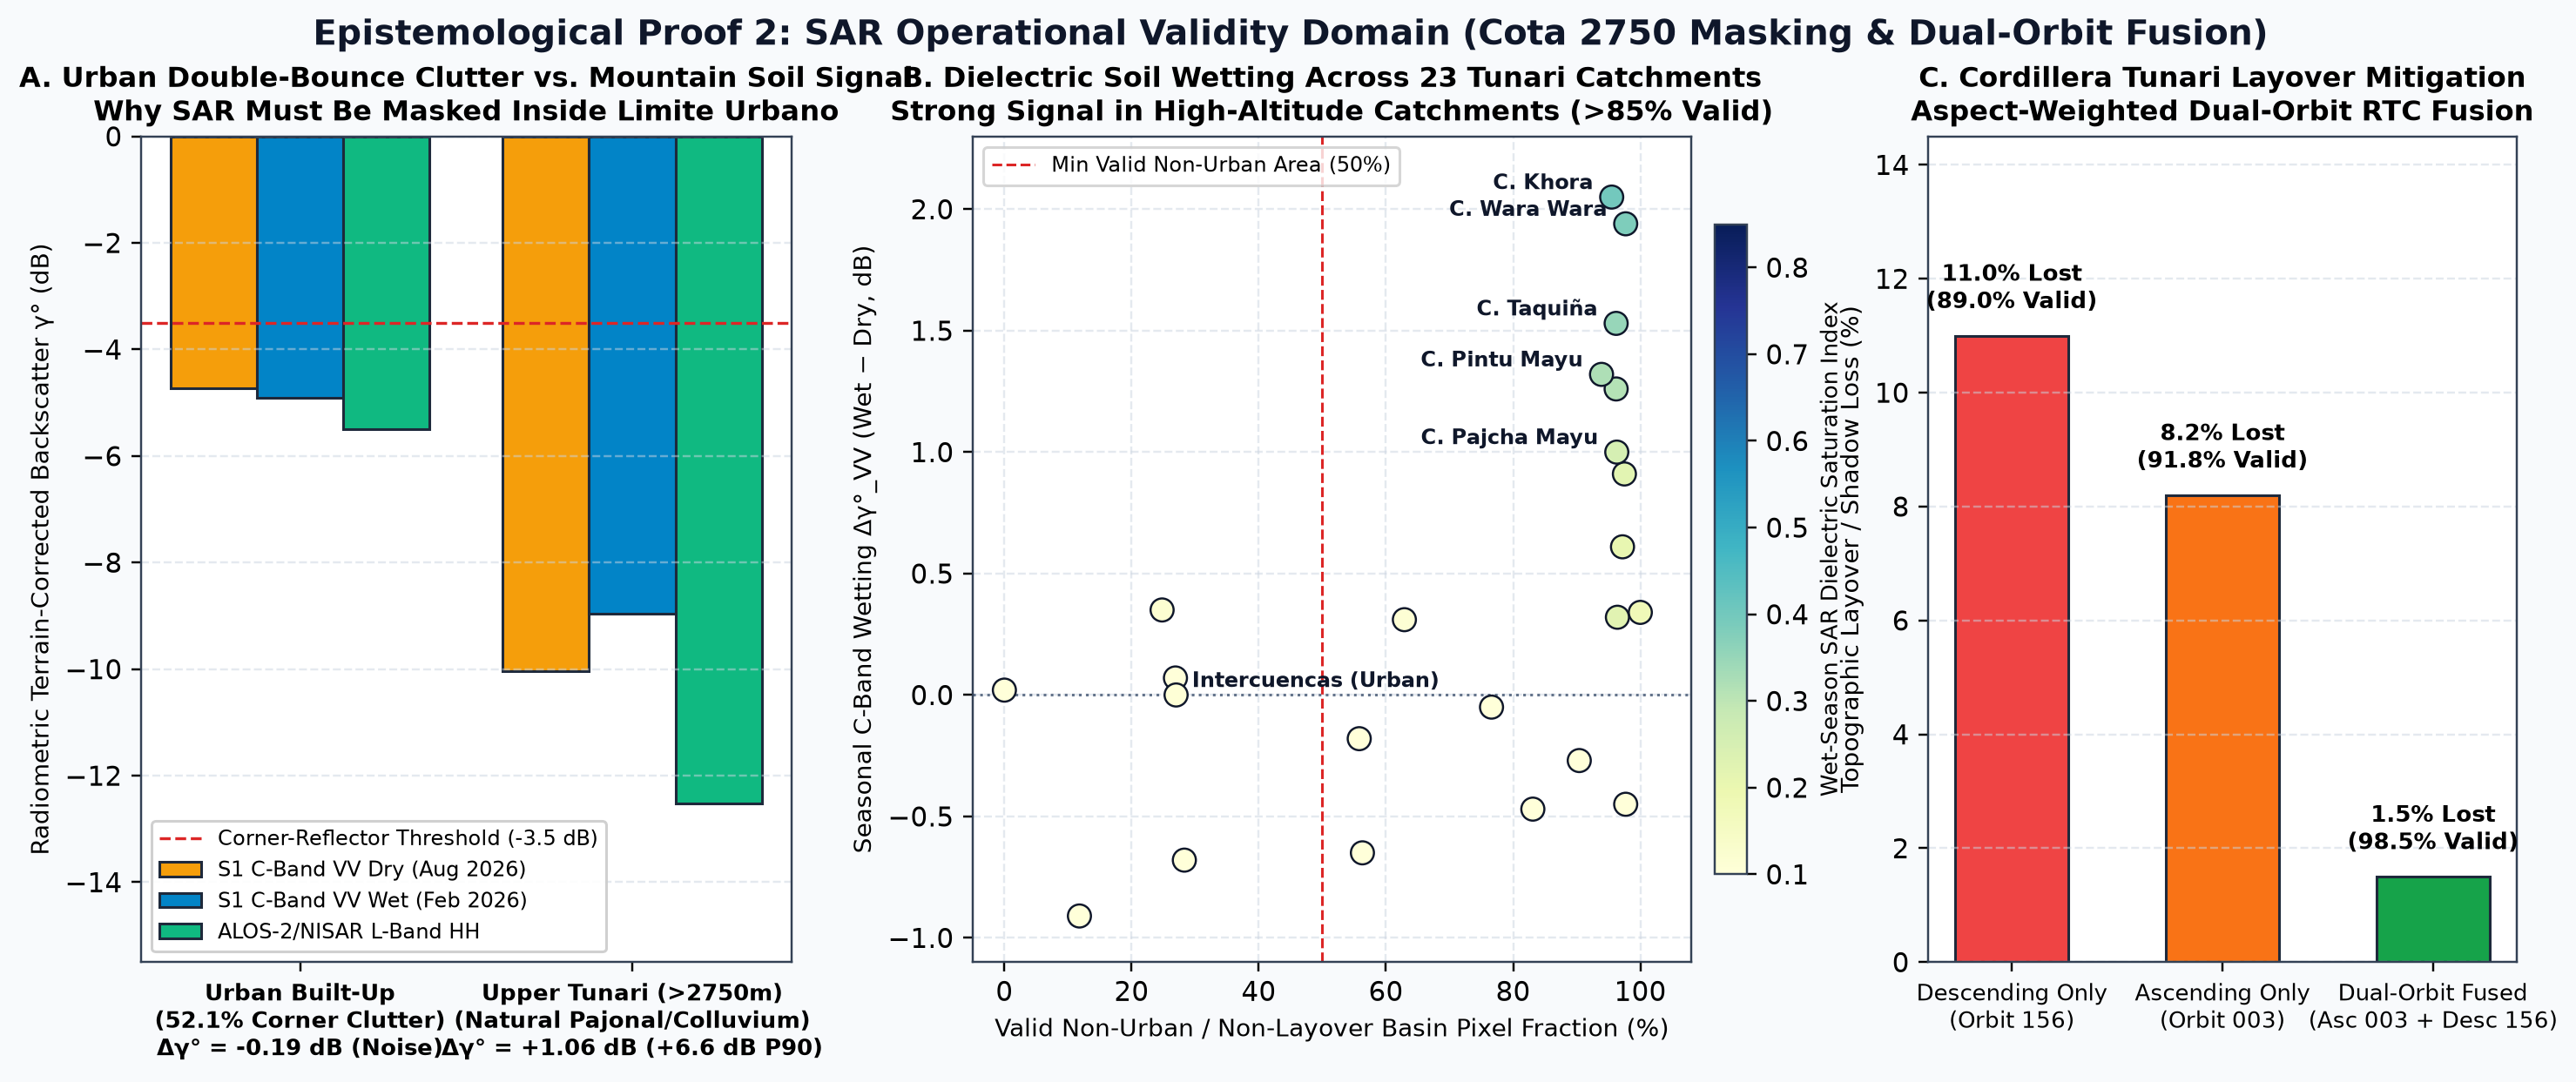 Epistemological Proof 2: SAR Operational Validity Domain (Cota 2750 Masking & Dual-Orbit Fusion)
A. Urban Double-Bounce Clutter vs. Mountain Soil Signal
Why SAR Must Be Masked Inside Limite Urbano
Radiometric Terrain-Corrected Backscatter γ° (dB)
0
−2
−4
−6
−8
−10
−12
−14
Corner-Reflector Threshold (-3.5 dB)
S1 C-Band VV Dry (Aug 2026)
S1 C-Band VV Wet (Feb 2026)
ALOS-2/NISAR L-Band HH
Urban Built-Up
(52.1% Corner Clutter)
Δγ° = -0.19 dB (Noise)
Upper Tunari (>2750m)
(Natural Pajonal/Colluvium)
Δγ° = +1.06 dB (+6.6 dB P90)
B. Dielectric Soil Wetting Across 23 Tunari Catchments
Strong Signal in High-Altitude Catchments (>85% Valid)
Seasonal C-Band Wetting Δγ°_VV (Wet − Dry, dB)
2.0
1.5
1.0
0.5
0.0
−0.5
−1.0
Min Valid Non-Urban Area (50%)
C. Khora
C. Wara Wara
C. Taquiña
C. Pintu Mayu
C. Pajcha Mayu
Intercuencas (Urban)
0 20 40 60 80 100
Valid Non-Urban / Non-Layover Basin Pixel Fraction (%)
0.8
0.7
0.6
0.5
0.4
0.3
0.2
0.1
Wet-Season SAR Dielectric Saturation Index
C. Cordillera Tunari Layover Mitigation
Aspect-Weighted Dual-Orbit RTC Fusion
Topographic Layover / Shadow Loss (%)
14
12
10
8
6
4
2
0
11.0% Lost
(89.0% Valid)
8.2% Lost
(91.8% Valid)
1.5% Lost
(98.5% Valid)
Descending Only
(Orbit 156)
Ascending Only
(Orbit 003)
Dual-Orbit Fused
(Asc 003 + Desc 156)